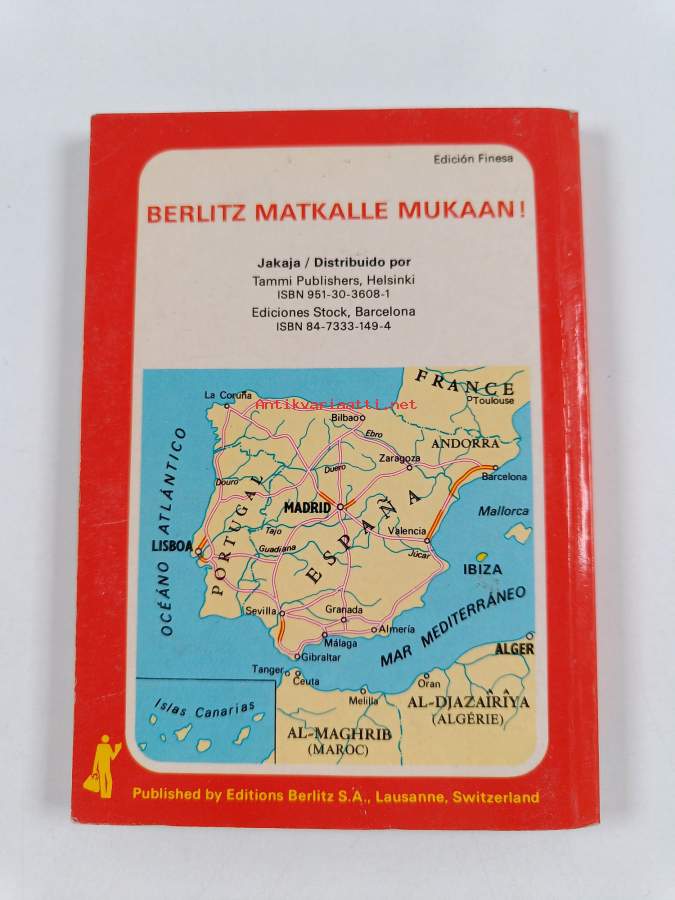 Edición Finesa
BERLITZ MATKALLE MUKAAN!
Jakaja / Distribuido por
Tammi Publishers, Helsinki
ISBN 951-30-3608-1
Ediciones Stock, Barcelona
ISBN 84-7333-149-4
FRANCE
La Coruña
Antikvariaatti.net
Toulouse
Bilbao
Ebro
ANDORRA
Zaragoza
Duero
Barcelona
Douro
OCÉANO ATLÁNTICO
PORTUGAL
MADRID
ESPAÑA
Mallorca
Tajo
Valencia
LISBOA
Guadiana
Júcar
IBIZA
Sevilla
Granada
Almería
MAR MEDITERRÁNEO
Málaga
ALGER
Gibraltar
Tanger
Ceuta
Oran
Melilla
AL-DJAZAÎRÎYA
(ALGÉRIE)
Islas Canarias
AL-MAGHRIB
(MAROC)
Published by Editions Berlitz S.A., Lausanne, Switzerland